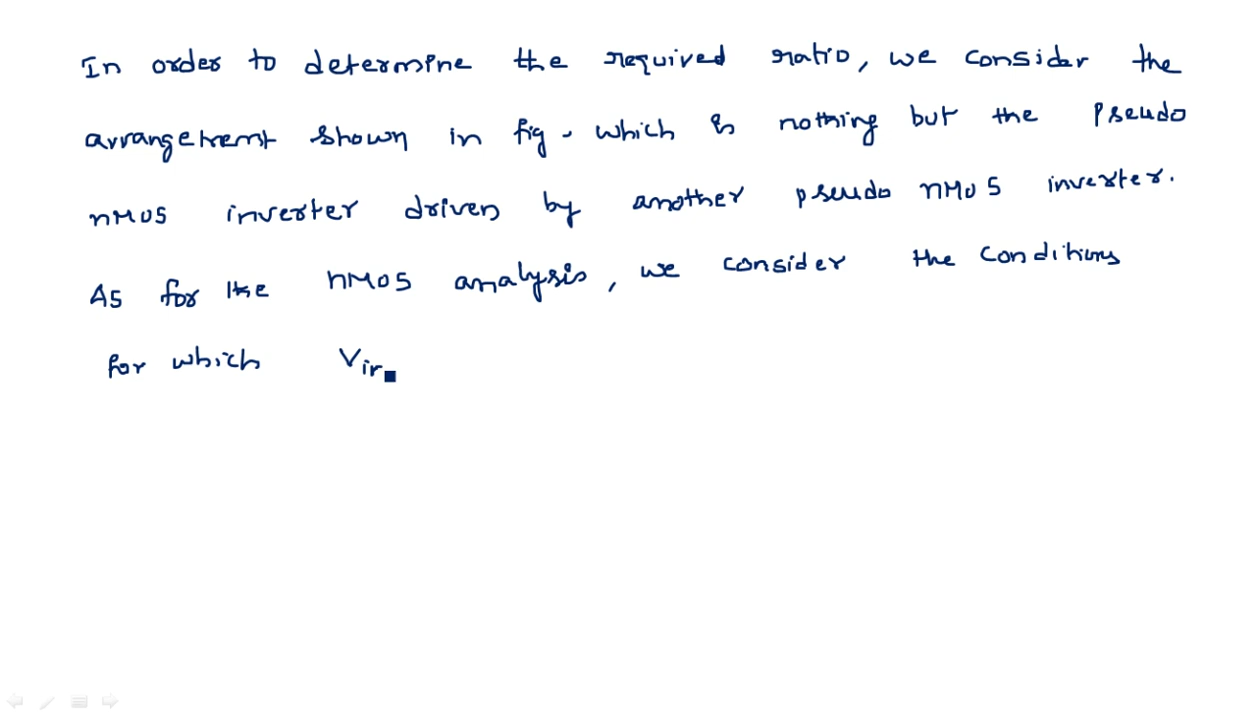 In order to determine the required ratio, we consider the
arrangement shown in fig. which is nothing but the Pseudo
nMOS inverter driven by another pseudo nMOS inverter.
As for the nMOS analysis, we consider the conditions
for which Vir